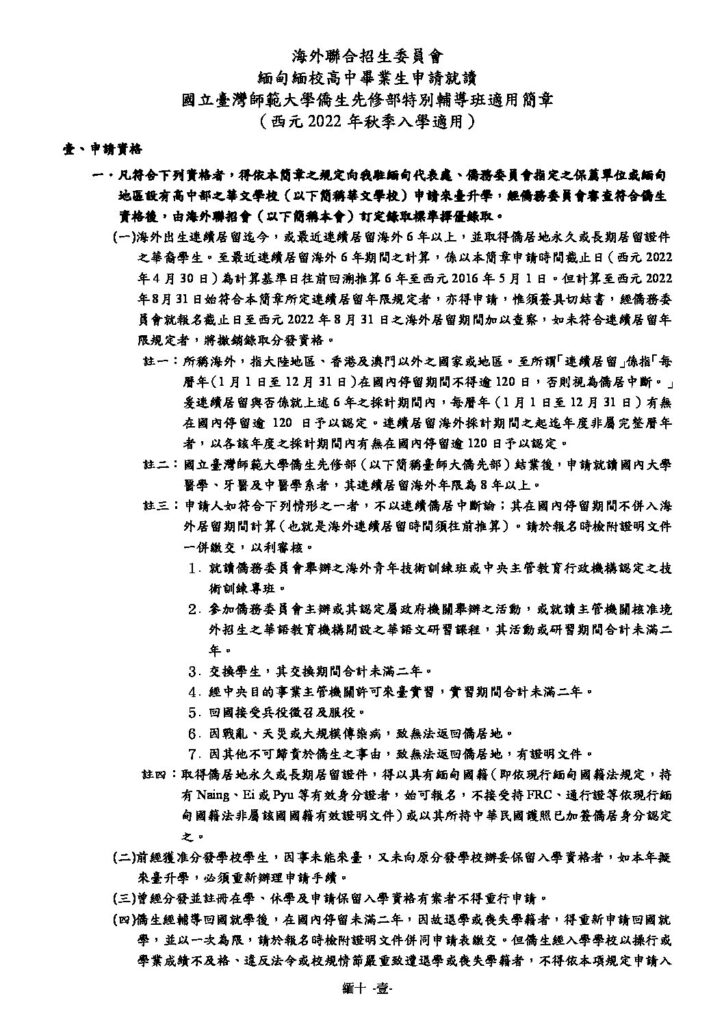 海外聯合招生委員會
緬甸緬校高中畢業生申請就讀
國立臺灣師範大學僑生先修部特別輔導班適用簡章
（西元 2022 年秋季入學適用）
壹、申請資格
一、凡符合下列資格者，得依本簡章之規定向我駐緬甸代表處、僑務委員會指定之保薦單位或緬甸
地區設有高中部之華文學校（以下簡稱華文學校）申請來臺升學，經僑務委員會審查符合僑生
資格後，由海外聯招會（以下簡稱本會）訂定錄取標準擇優錄取。
(一)海外出生連續居留迄今，或最近連續居留海外 6 年以上，並取得僑居地永久或長期居留證件
之華裔學生。至最近連續居留海外 6 年期間之計算，係以本簡章申請時間截止日（西元 2022
年 4 月 30 日）為計算基準日往前回溯推算 6 年至西元 2016 年 5 月 1 日。但計算至西元 2022
年 8 月 31 日始符合本簡章所定連續居留年限規定者，亦得申請，惟須簽具切結書，經僑務委
員會就報名截止日至西元 2022 年 8 月 31 日之海外居留期間加以查察，如未符合連續居留年
限規定者，將撤銷錄取分發資格。
註一：所稱海外，指大陸地區、香港及澳門以外之國家或地區。至所謂「連續居留」係指「每
曆年（1 月 1 日至 12 月 31 日）在國內停留期間不得逾 120 日，否則視為僑居中斷。」
爰連續居留與否係就上述 6 年之採計期間內，每曆年（1 月 1 日至 12 月 31 日）有無
在國內停留逾 120 日予以認定。連續居留海外採計期間之起迄年度非屬完整曆年
者，以各該年度之採計期間內有無在國內停留逾 120 日予以認定。
註二：國立臺灣師範大學僑生先修部（以下簡稱臺師大僑先部）結業後，申請就讀國內大學
醫學、牙醫及中醫學系者，其連續居留海外年限為 8 年以上。
註三：申請人如符合下列情形之一者，不以連續僑居中斷論；其在國內停留期間不併入海
外居留期間計算（也就是海外連續居留時間須往前推算）。請於報名時檢附證明文件
一併繳交，以利審核。
1. 就讀僑務委員會舉辦之海外青年技術訓練班或中央主管教育行政機構認定之技
術訓練專班。
2. 參加僑務委員會主辦或其認定屬政府機關舉辦之活動，或就讀主管機關核准境
外招生之華語教育機構開設之華語文研習課程，其活動或研習期間合計未滿二
年。
3. 交換學生，其交換期間合計未滿二年。
4. 經中央目的事業主管機關許可來臺實習，實習期間合計未滿二年。
5. 回國接受兵役徵召及服役。
6. 因戰亂、天災或大規模傳染病，致無法返回僑居地。
7. 因其他不可歸責於僑生之事由，致無法返回僑居地，有證明文件。
註四：取得僑居地永久或長期居留證件，得以具有緬甸國籍（即依現行緬甸國籍法規定，持
有 Naing、Ei 或 Pyu 等有效身分證者，始可報名，不接受持 FRC、通行證等依現行緬
甸國籍法非屬該國國籍有效證明文件）或以其所持中華民國護照已加簽僑居身分認定
之。
(二)前經獲准分發學校學生，因事未能來臺，又未向原分發學校辦妥保留入學資格者，如本年擬
來臺升學，必須重新辦理申請手續。
(三)曾經分發並註冊在學、休學及申請保留入學資格有案者不得重行申請。
(四)僑生經輔導回國就學後，在國內停留未滿二年，因故退學或喪失學籍者，得重新申請回國就
學，並以一次為限，請於報名時檢附證明文件併同申請表繳交。但僑生經入學學校以操行或
學業成績不及格、違反法令或校規情節嚴重致遭退學或喪失學籍者，不得依本項規定申請入
緬十 -壹-